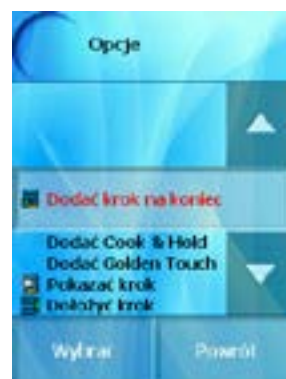 Opcje
Dodać krok na koniec
Dodać Cook & Hold
Dodać Golden Touch
Pokazać krok
Dołożyć krok
Wybrać
Powrót